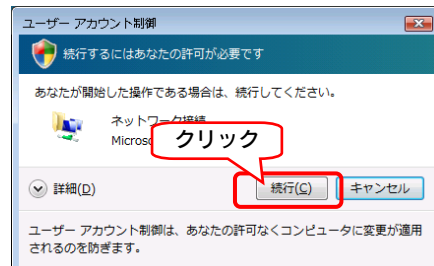 ユーザー アカウント制御
続行するにはあなたの許可が必要です
あなたが開始した操作である場合は、続行してください。
ネットワーク接続
クリック
詳細(D)
続行(C)
キャンセル
ユーザー アカウント制御は、あなたの許可なくコンピュータに変更が適用
されるのを防ぎます。